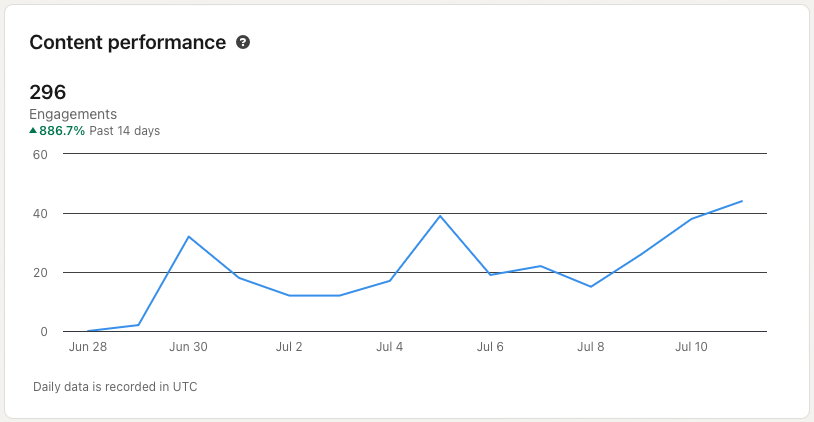 Content performance ?
296
Engagements
886.7% Past 14 days
60
40
20
0
Jun 28 Jun 30 Jul 2 Jul 4 Jul 6 Jul 8 Jul 10
Daily data is recorded in UTC